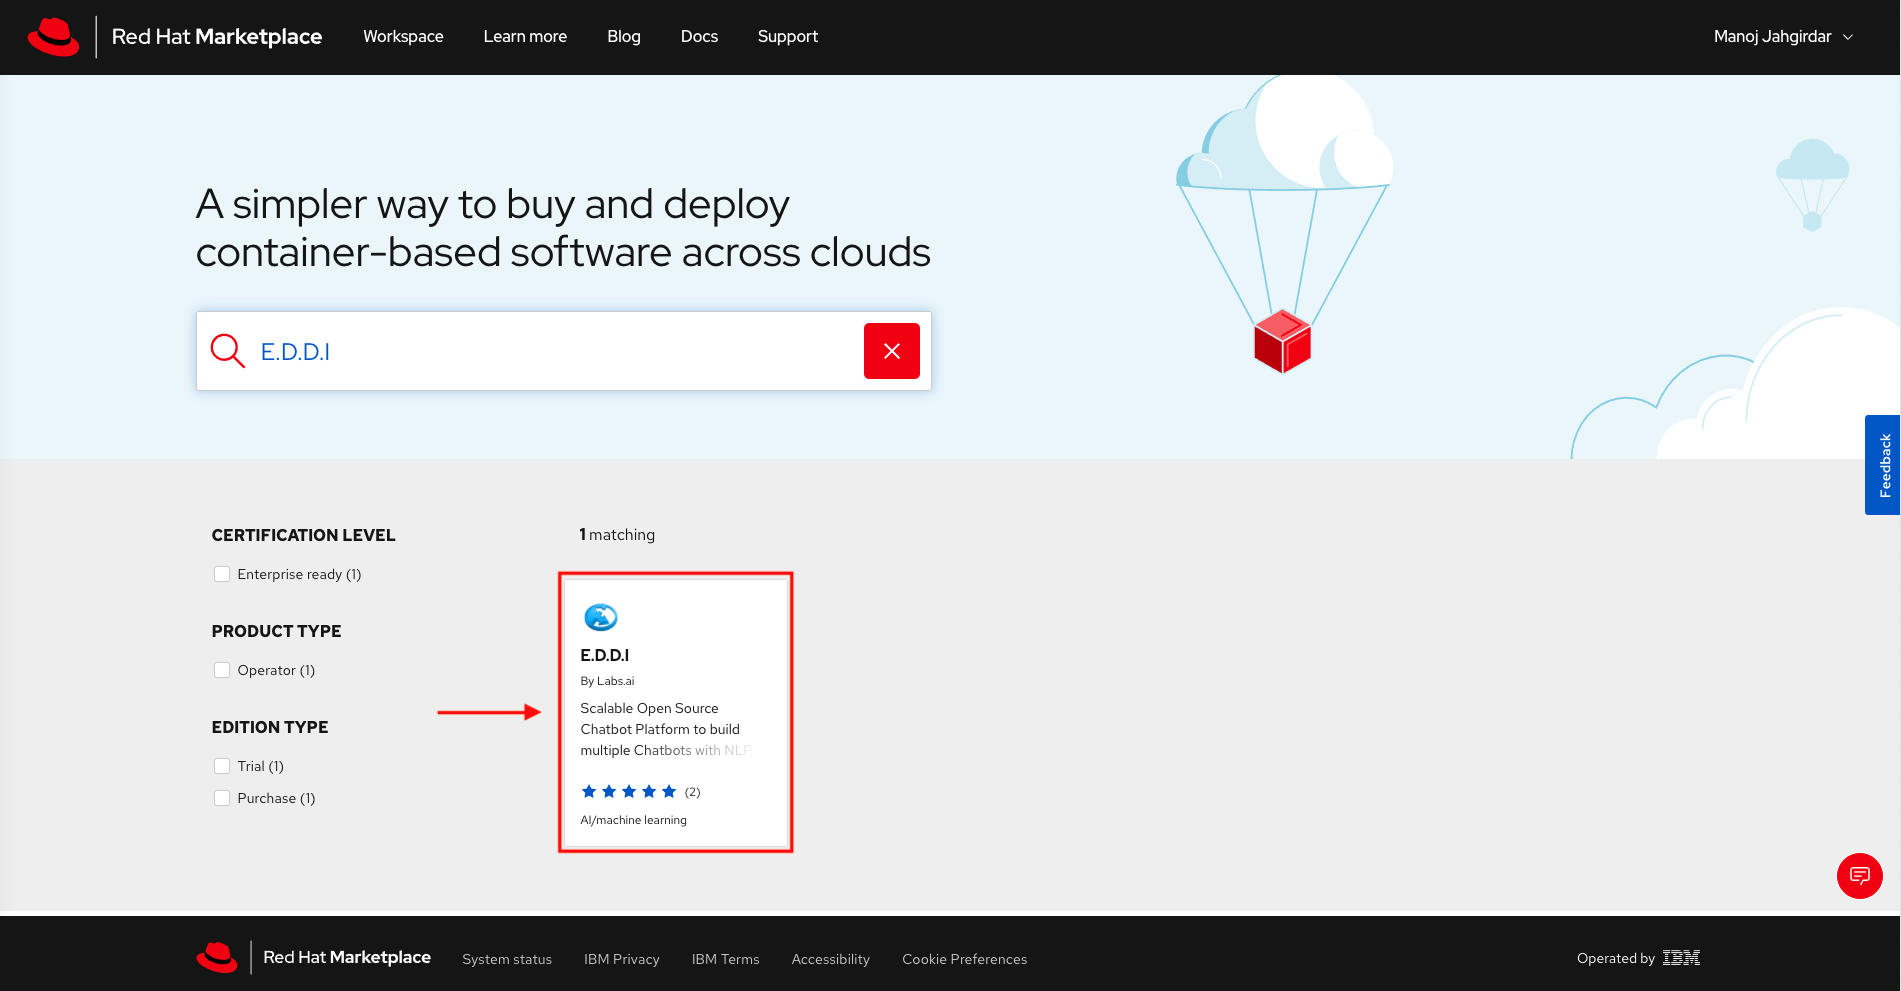 Red Hat Marketplace
Workspace
Learn more
Blog
Docs
Support
Manoj Jahgirdar
A simpler way to buy and deploy
container-based software across clouds
E.D.D.I
Feedback
CERTIFICATION LEVEL
Enterprise ready (1)
PRODUCT TYPE
Operator (1)
EDITION TYPE
Trial (1)
Purchase (1)
1 matching
E.D.D.I
By Labs.ai
Scalable Open Source
Chatbot Platform to build
multiple Chatbots with NLP,
(2)
AI/machine learning
Red Hat Marketplace
System status
IBM Privacy
IBM Terms
Accessibility
Cookie Preferences
Operated by IBM